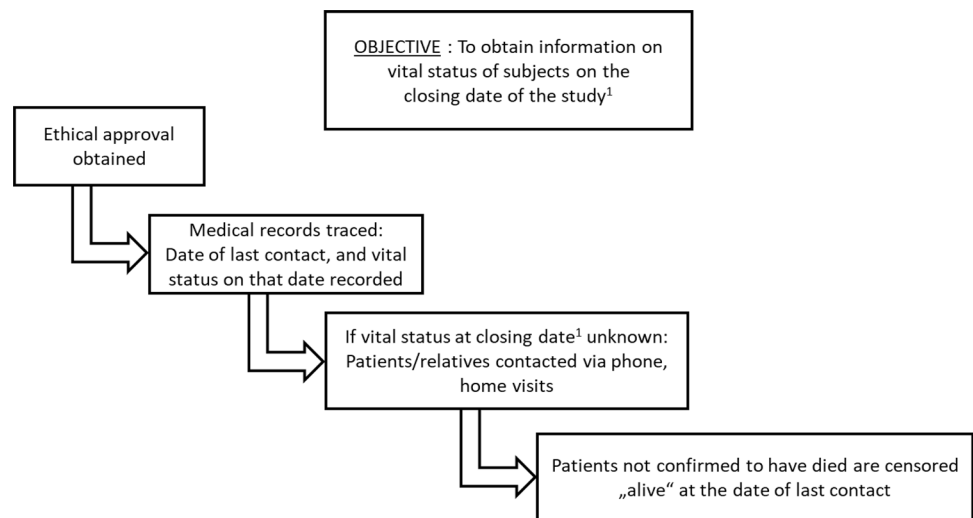 OBJECTIVE : To obtain information on
vital status of subjects on the
closing date of the study¹
Ethical approval
obtained
Medical records traced:
Date of last contact, and vital
status on that date recorded
If vital status at closing date¹ unknown:
Patients/relatives contacted via phone,
home visits
Patients not confirmed to have died are censored
„alive“ at the date of last contact